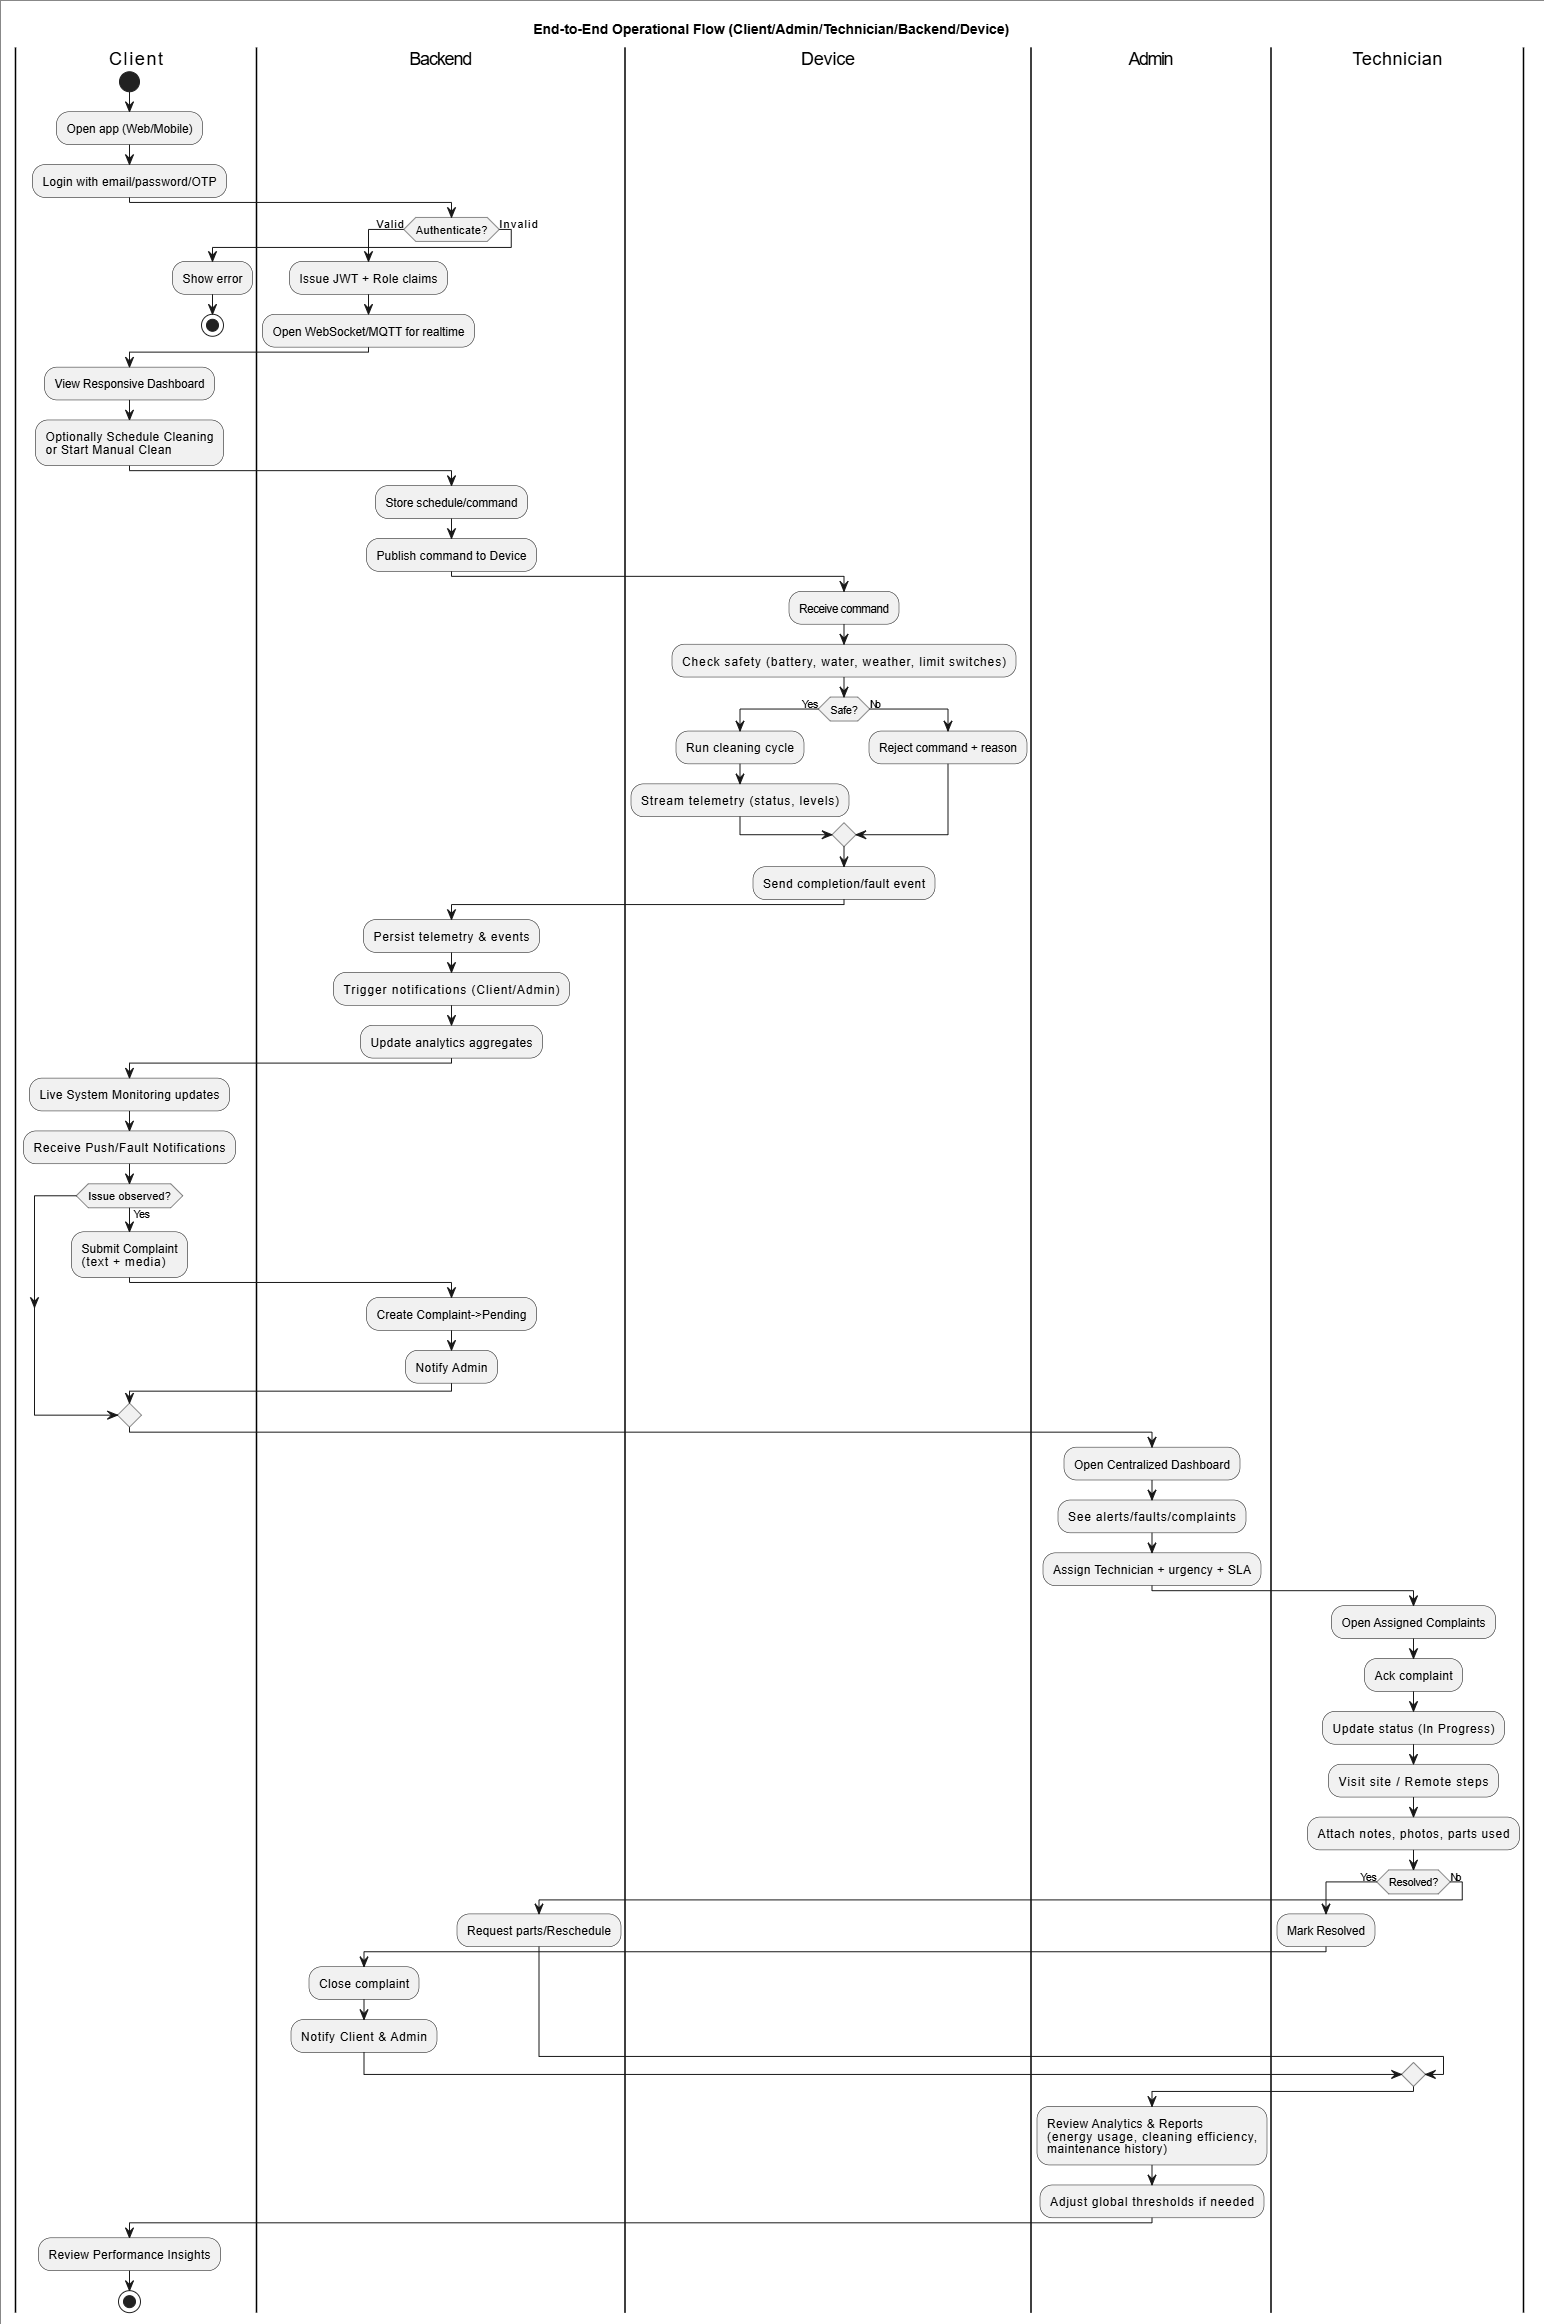 End-to-End Operational Flow (Client/Admin/Technician/Backend/Device)
Client
Backend
Device
Admin
Technician
Open app (Web/Mobile)
Login with email/password/OTP
Valid
Authenticate?
Invalid
Show error
Issue JWT + Role claims
Open WebSocket/MQTT for realtime
View Responsive Dashboard
Optionally Schedule Cleaning
or Start Manual Clean
Store schedule/command
Publish command to Device
Receive command
Check safety (battery, water, weather, limit switches)
Yes
Safe?
No
Run cleaning cycle
Reject command + reason
Stream telemetry (status, levels)
Send completion/fault event
Persist telemetry & events
Trigger notifications (Client/Admin)
Update analytics aggregates
Live System Monitoring updates
Receive Push/Fault Notifications
Issue observed?
Yes
Submit Complaint
(text + media)
Create Complaint->Pending
Notify Admin
Open Centralized Dashboard
See alerts/faults/complaints
Assign Technician + urgency + SLA
Open Assigned Complaints
Ack complaint
Update status (In Progress)
Visit site / Remote steps
Attach notes, photos, parts used
Yes
Resolved?
No
Request parts/Reschedule
Mark Resolved
Close complaint
Notify Client & Admin
Review Analytics & Reports
(energy usage, cleaning efficiency,
maintenance history)
Adjust global thresholds if needed
Review Performance Insights